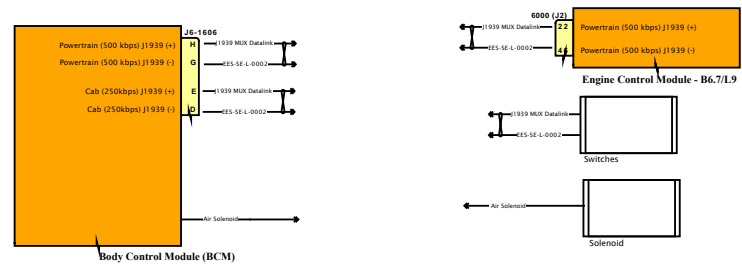 J6-1606
Powertrain (500 kbps) J1939 (+) H J1939 MUX Datalink
Powertrain (500 kbps) J1939 (-) G EES-SE-L-0002
Cab (250kbps) J1939 (+) E J1939 MUX Datalink
Cab (250kbps) J1939 (-) D EES-SE-L-0002
Air Solenoid
Body Control Module (BCM)
6000 (J2)
J1939 MUX Datalink 22 Powertrain (500 kbps) J1939 (+)
EES-SE-L-0002 46 Powertrain (500 kbps) J1939 (-)
Engine Control Module - B6.7/L9
J1939 MUX Datalink
EES-SE-L-0002
Switches
Air Solenoid
Solenoid